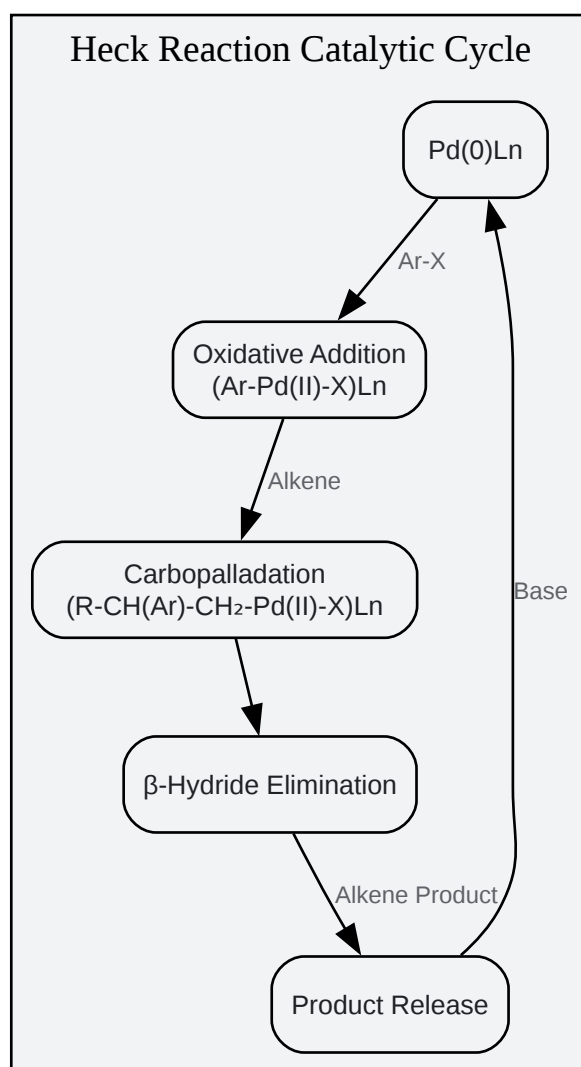 Heck Reaction Catalytic Cycle
Pd(0)Ln
Ar-X
Oxidative Addition
(Ar-Pd(II)-X)Ln
Alkene
Carbopalladation
(R-CH(Ar)-CH₂-Pd(II)-X)Ln
Base
β-Hydride Elimination
Alkene Product
Product Release